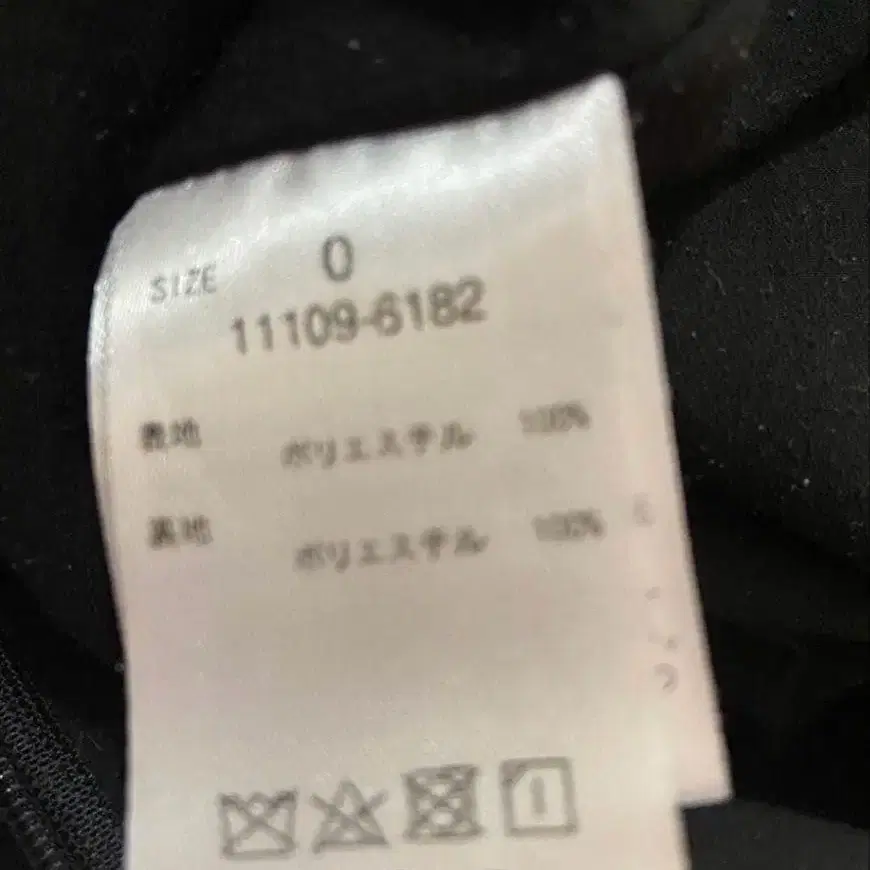 SIZE 0
11109-6182
表地 ポリエステル 100%
裏地 ポリエステル 100%